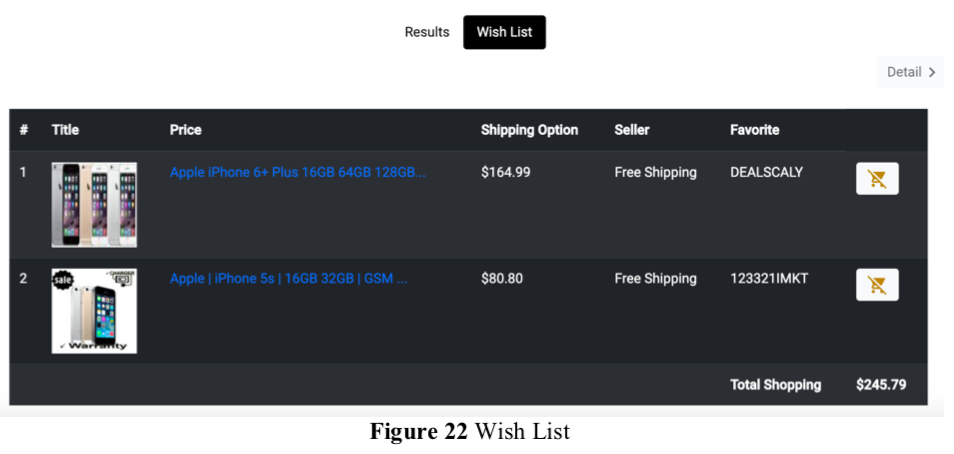 Results Wish List
Detail >
# Title Price Shipping Option Seller Favorite
1 Apple iPhone 6+ Plus 16GB 64GB 128GB... $164.99 Free Shipping DEALSCALY
2 Apple | iPhone 5s | 16GB 32GB | GSM ... $80.80 Free Shipping 123321IMKT
sale
+ CHARGER
✓ Warranty
Total Shopping $245.79
Figure 22 Wish List